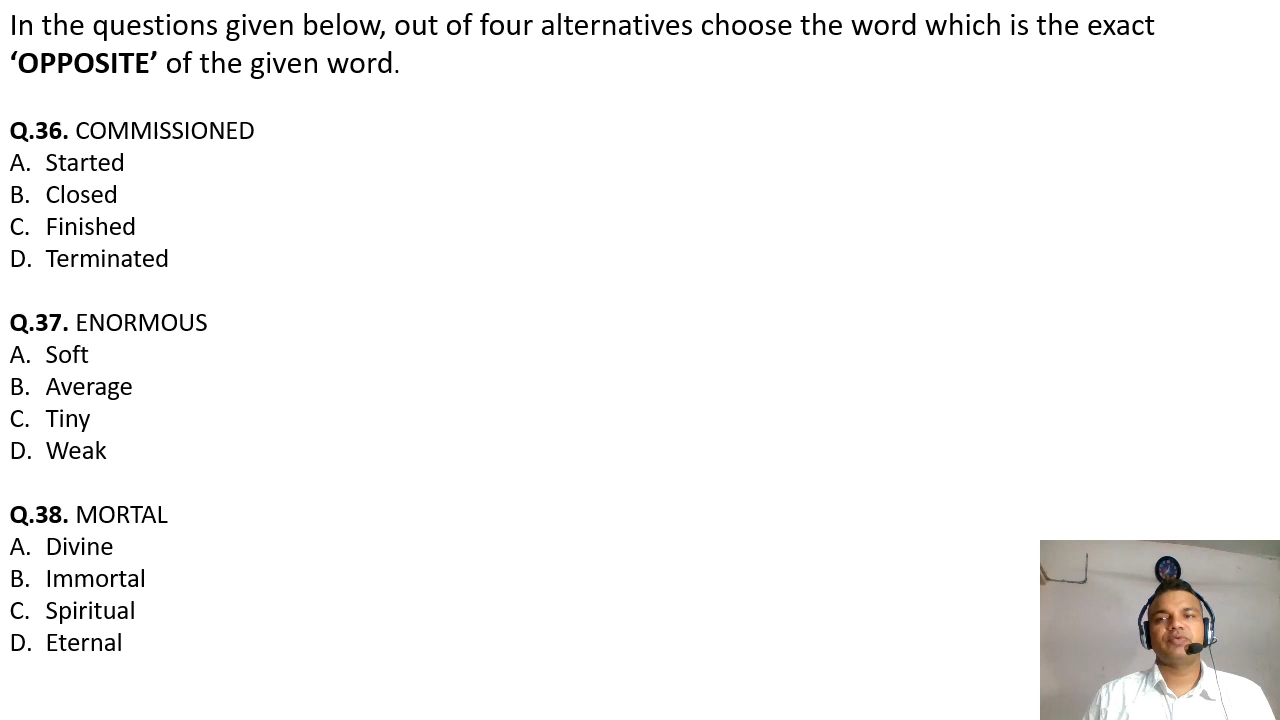 In the questions given below, out of four alternatives choose the word which is the exact
‘OPPOSITE’ of the given word.
Q.36. COMMISSIONED
A. Started
B. Closed
C. Finished
D. Terminated
Q.37. ENORMOUS
A. Soft
B. Average
C. Tiny
D. Weak
Q.38. MORTAL
A. Divine
B. Immortal
C. Spiritual
D. Eternal